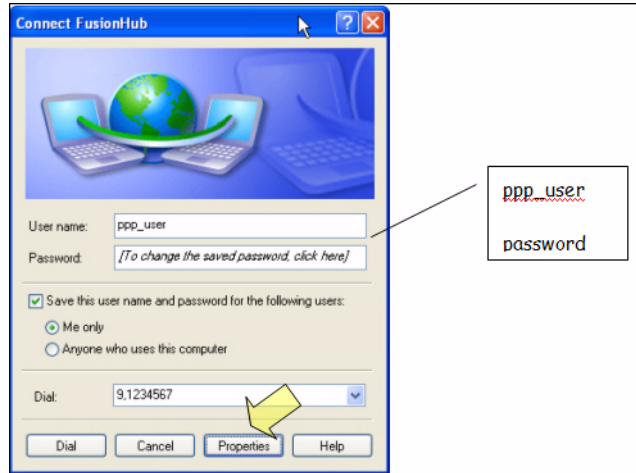 Connect FusionHub
User name: ppp_user
Password: [To change the saved password, click here]
Save this user name and password for the following users:
Me only
Anyone who uses this computer
Dial: 9,1234567
Dial Cancel Properties Help
ppp_user
password